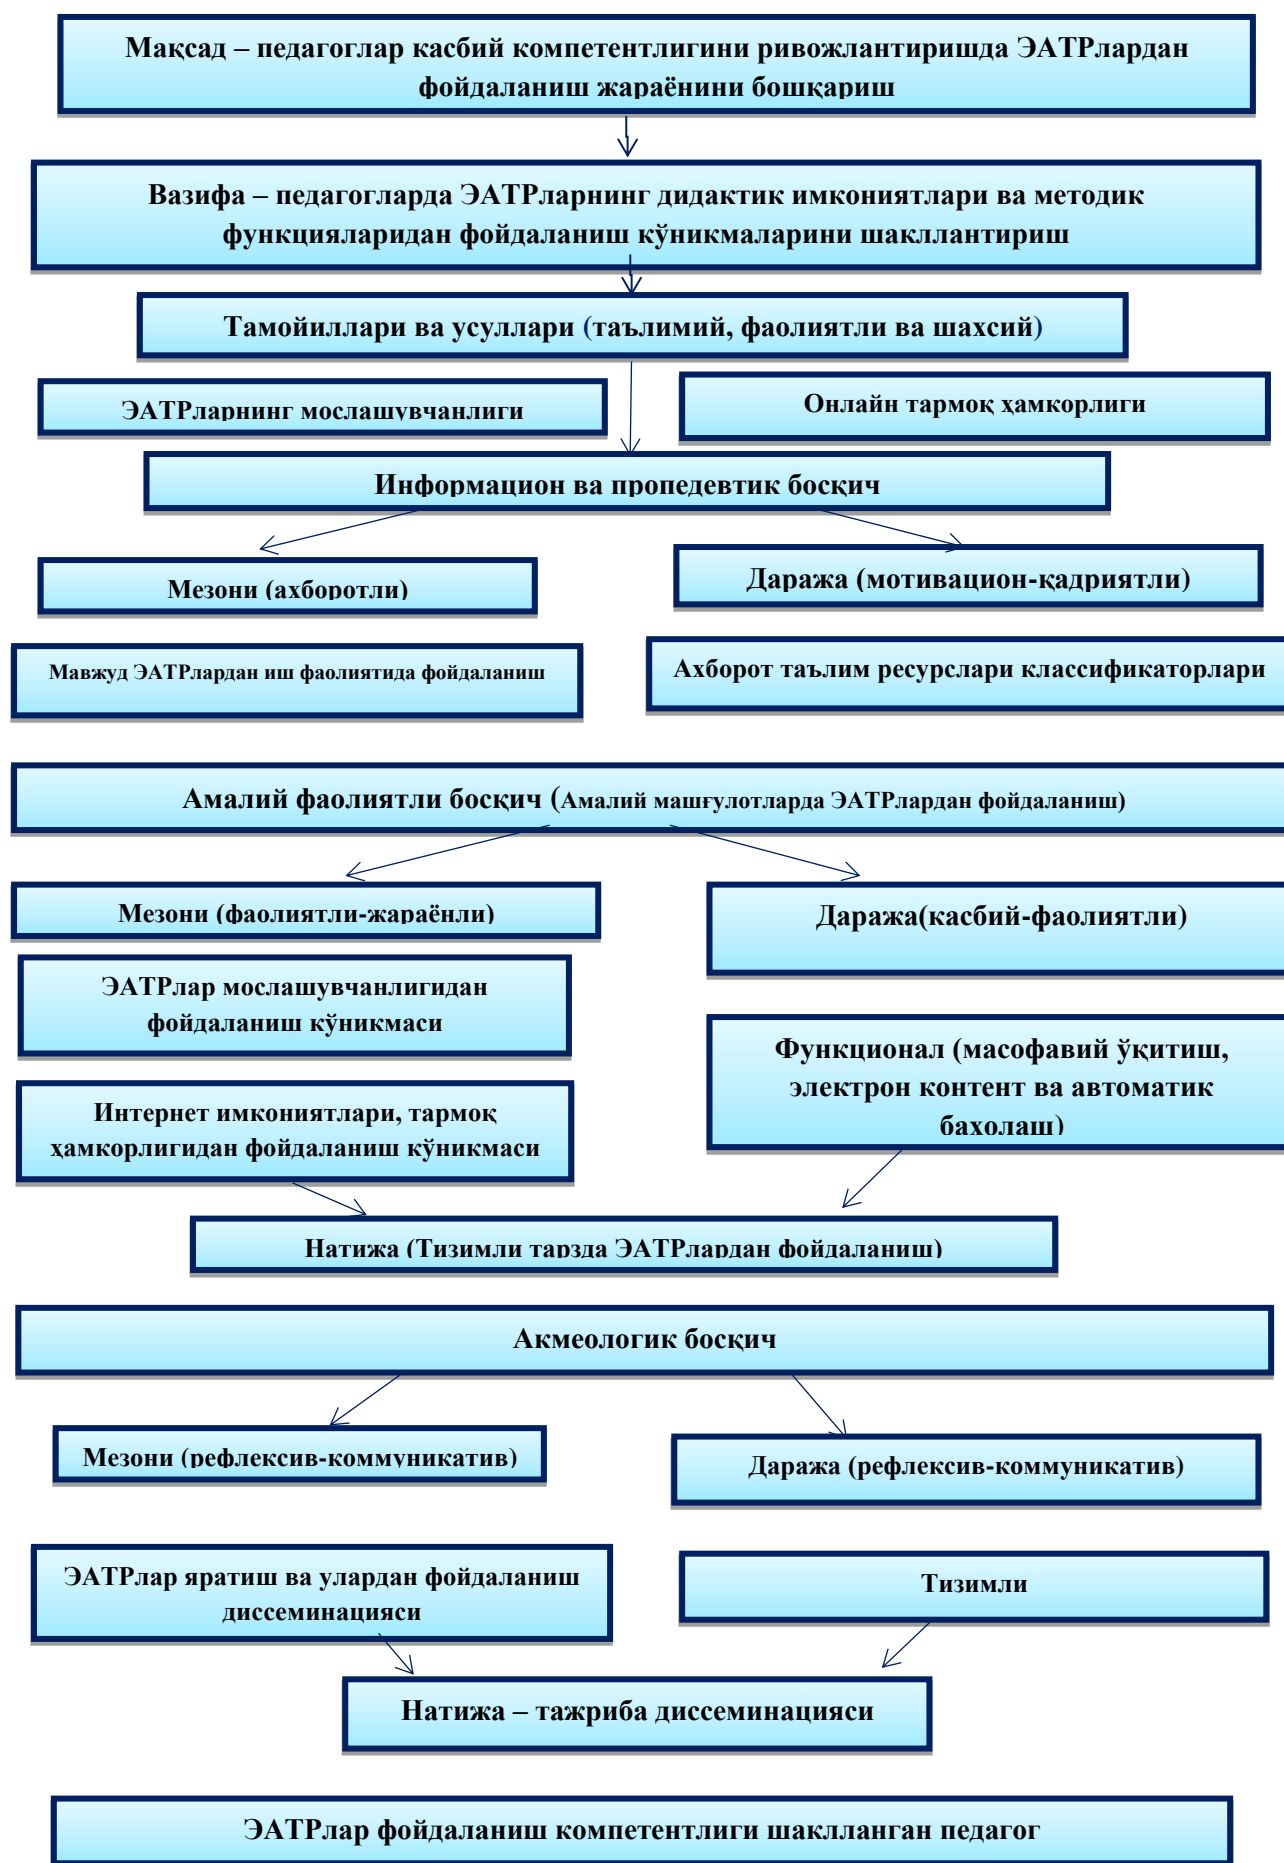 Мақсад – педагоглар касбий компетентлигини ривожлантиришда ЭАТРлардан
фойдаланиш жараёнини бошқариш
Вазифа – педагогларда ЭАТРларнинг дидактик имкониятлари ва методик
функцияларидан фойдаланиш кўникмаларини шакллантириш
Тамойиллари ва усуллари (таълимий, фаолиятли ва шахсий)
ЭАТРларнинг мослашувчанлиги
Онлайн тармоқ ҳамкорлиги
Информацион ва пропедевтик босқич
Мезони (ахборотли)
Даража (мотивацион-қадриятли)
Мавжуд ЭАТРлардан иш фаолиятида фойдаланиш
Ахборот таълим ресурслари классификаторлари
Амалий фаолиятли босқич (Амалий машғулотларда ЭАТРлардан фойдаланиш)
Мезони (фаолиятли-жараёнли)
Даража(касбий-фаолиятли)
ЭАТРлар мослашувчанлигидан
фойдаланиш кўникмаси
Функционал (масофавий ўқитиш,
электрон контент ва автоматик
бахолаш)
Интернет имкониятлари, тармоқ
ҳамкорлигидан фойдаланиш кўникмаси
Натижа (Тизимли тарзда ЭАТРлардан фойдаланиш)
Акмеологик босқич
Мезони (рефлексив-коммуникатив)
Даража (рефлексив-коммуникатив)
ЭАТРлар яратиш ва улардан фойдаланиш
диссеминацияси
Тизимли
Натижа – тажриба диссеминацияси
ЭАТРлар фойдаланиш компетентлиги шаклланган педагог